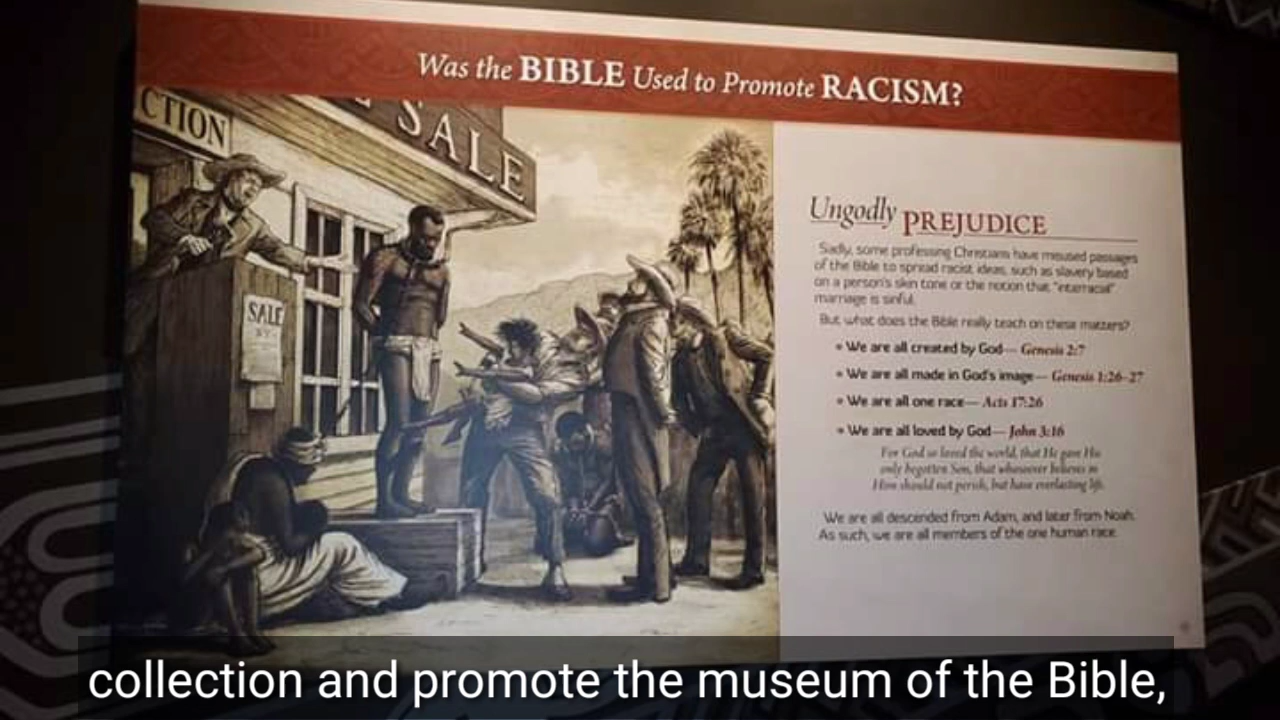 Was the BIBLE Used to Promote RACISM?
CTION
SALE
SALE
Ungodly PREJUDICE
Sadly, some professing Christians have misused passages
of the Bible to spread racist ideas, such as slavery based
on a person's skin tone or the notion that "interracial"
marriage is sinful.
But what does the Bible really teach on these matters?
• We are all created by God— Genesis 2:7
• We are all made in God's image— Genesis 1:26-27
• We are all one race— Acts 17:26
• We are all loved by God— John 3:16
For God so loved the world, that He gave His
only begotten Son, that whosoever believes in
Him should not perish, but have everlasting life.
We are all descended from Adam, and later from Noah.
As such, we are all members of the one human race.
collection and promote the museum of the Bible,